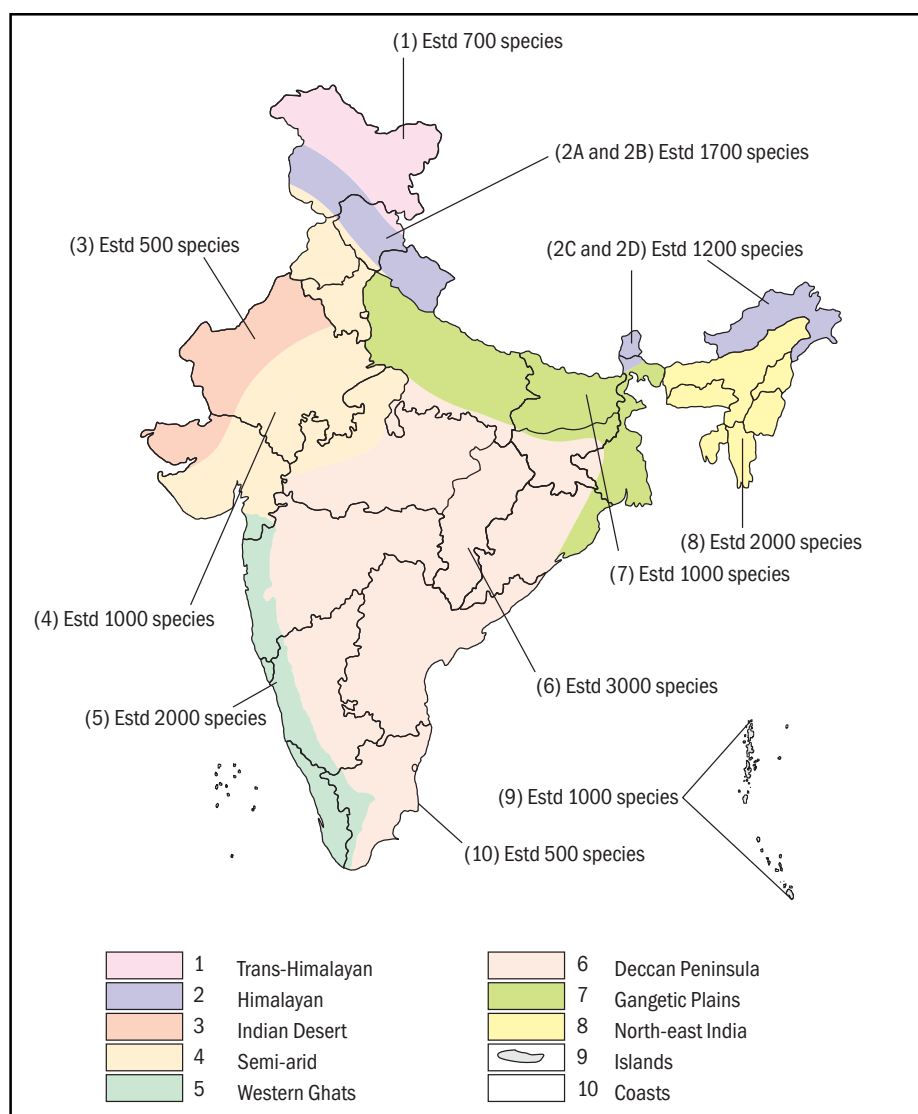 (1) Estd 700 species
(2A and 2B) Estd 1700 species
(3) Estd 500 species
(2C and 2D) Estd 1200 species
(8) Estd 2000 species
(7) Estd 1000 species
(4) Estd 1000 species
(6) Estd 3000 species
(5) Estd 2000 species
(9) Estd 1000 species
(10) Estd 500 species
1 Trans-Himalayan
2 Himalayan
3 Indian Desert
4 Semi-arid
5 Western Ghats
6 Deccan Peninsula
7 Gangetic Plains
8 North-east India
9 Islands
10 Coasts